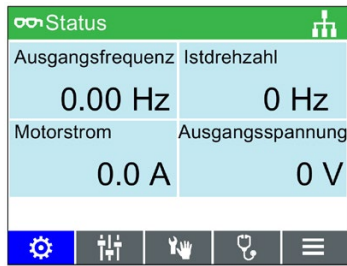 Status
Ausgangsfrequenz Istdrehzahl
0.00 Hz 0 Hz
Motorstrom Ausgangsspannung
0.0 A 0 V